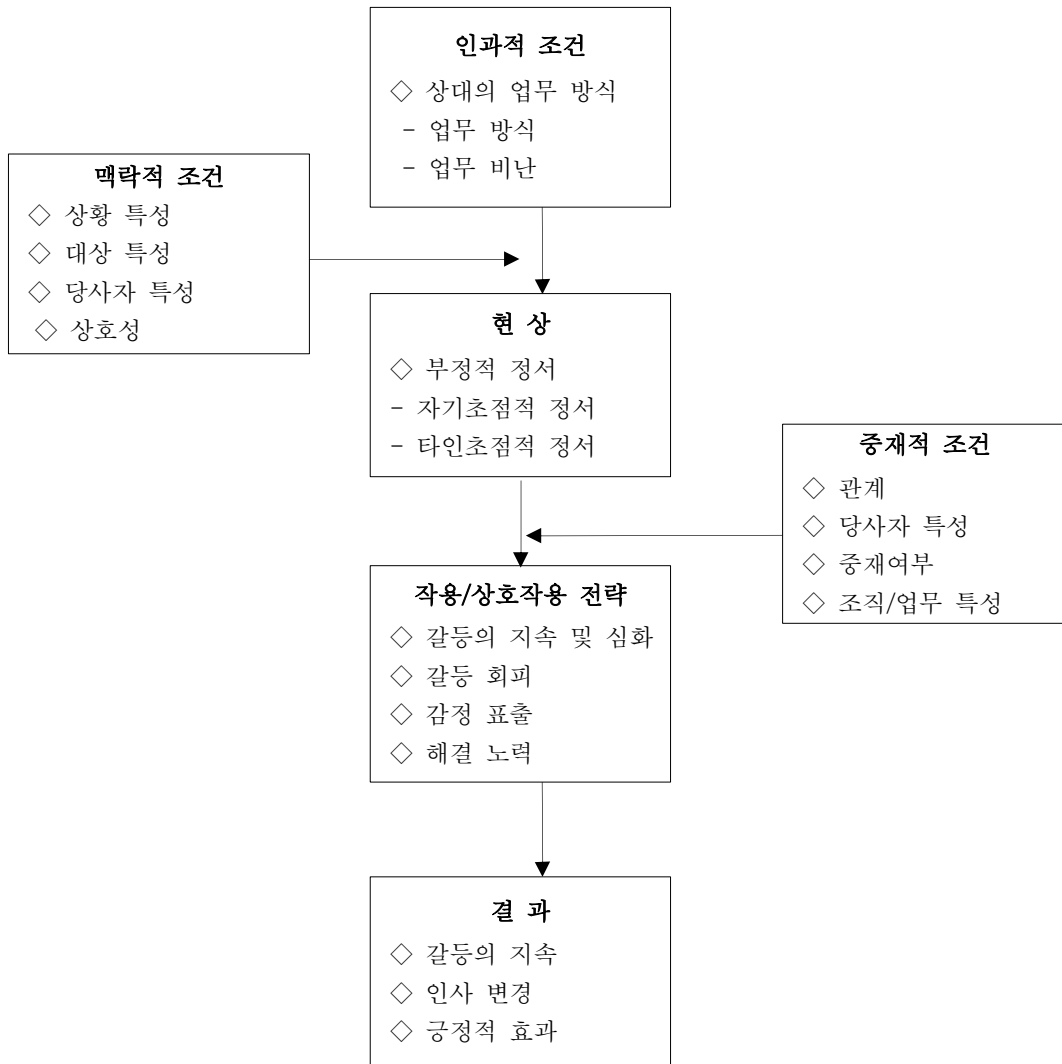 인과적 조건
◇ 상대의 업무 방식
- 업무 방식
- 업무 비난
맥락적 조건
◇ 상황 특성
◇ 대상 특성
◇ 당사자 특성
◇ 상호성
현 상
◇ 부정적 정서
- 자기초점적 정서
- 타인초점적 정서
중재적 조건
◇ 관계
◇ 당사자 특성
◇ 중재여부
◇ 조직/업무 특성
작용/상호작용 전략
◇ 갈등의 지속 및 심화
◇ 갈등 회피
◇ 감정 표출
◇ 해결 노력
결 과
◇ 갈등의 지속
◇ 인사 변경
◇ 긍정적 효과